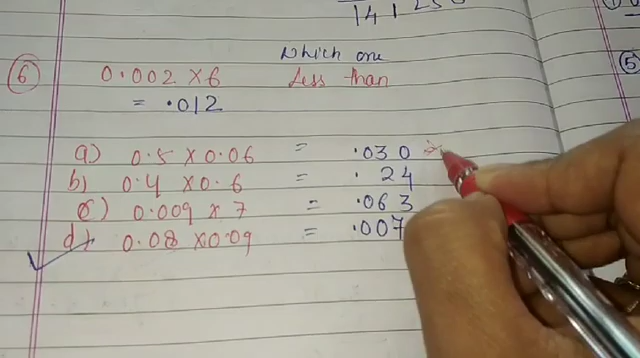 141
6 0.002 × 6 which one
less than
= .012
a) 0.5 × 0.06 = .030
b) 0.4 × 0.6 = .24
c) 0.009 × 7 = .063
d) 0.08 × 0.09 = .007
5